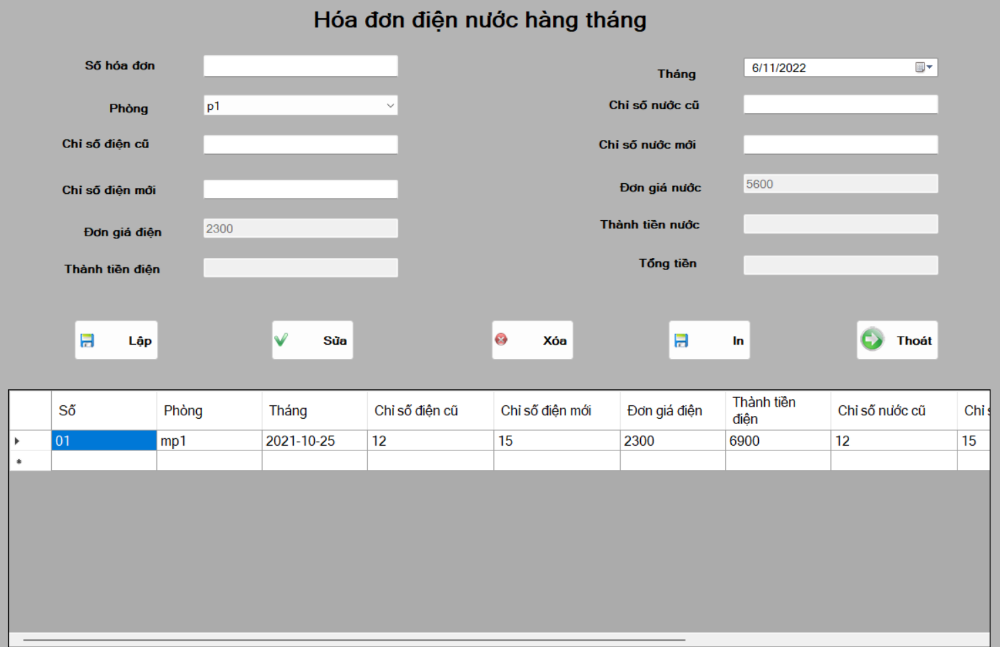 Hóa đơn điện nước hàng tháng
Số hóa đơn
Tháng
6/11/2022
Phòng
p1
Chỉ số nước cũ
Chỉ số điện cũ
Chỉ số nước mới
Chỉ số điện mới
Đơn giá nước
5600
Đơn giá điện
2300
Thành tiền nước
Thành tiền điện
Tổng tiền
Lập
Sửa
Xóa
In
Thoát
Số Phòng Tháng Chỉ số điện cũ Chỉ số điện mới Đơn giá điện Thành tiền điện Chỉ số nước cũ Chỉ
01 mp1 2021-10-25 12 15 2300 6900 12 15